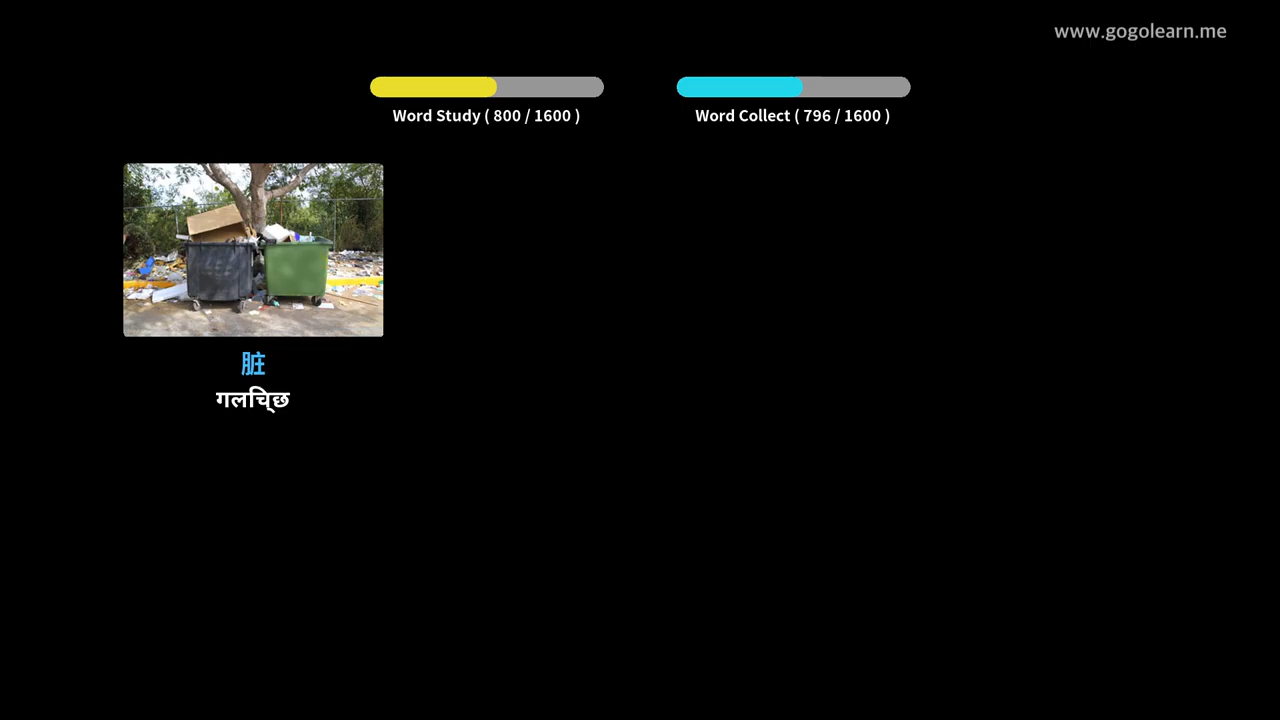 www.gogolearn.me
Word Study ( 800 / 1600 )
Word Collect ( 796 / 1600 )
脏
गलच्छि